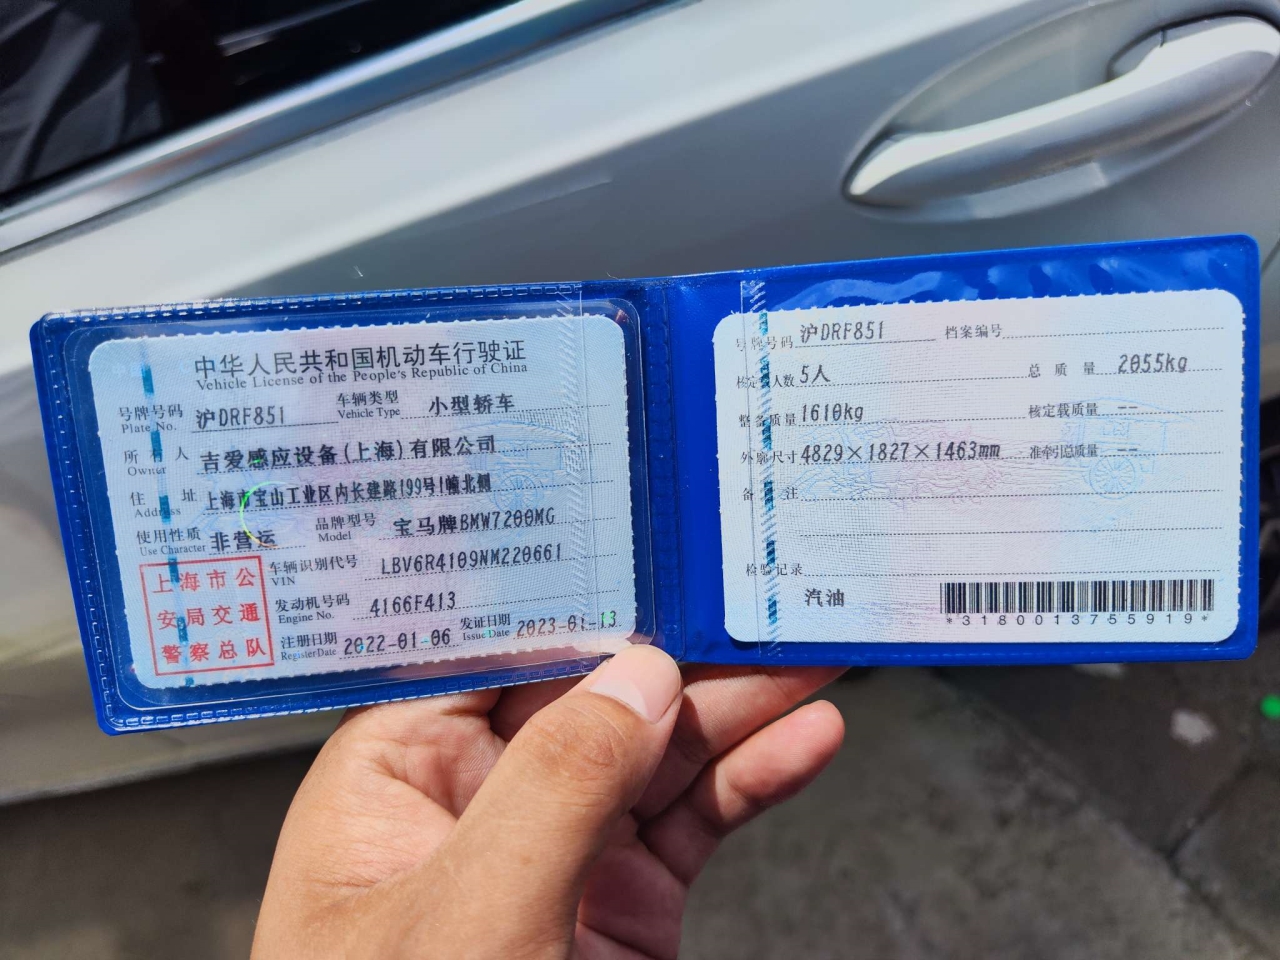 中华人民共和国机动车行驶证
Vehicle License of the People's Republic of China
号牌号码 沪DRF851 车辆类型 小型轿车
Plate No. Vehicle Type
所有人 吉爱感应设备(上海)有限公司
Owner
住址 上海市宝山工业区内长建路199号1幢北侧
Address
使用性质 非营运 品牌型号 宝马牌BMW7200MG
Use Character Model
车辆识别代号 LBV6R4109NM220661
VIN
发动机号码 4166F413
Engine No.
注册日期 2022-01-06 发证日期 2023-01-13
Register Date Issue Date
上海市公
安局交通
警察总队
号牌号码 沪DRF851 档案编号
核定载人数 5人 总质量 2055kg
整备质量 1610kg 核定载质量 --
外廓尺寸 4829×1827×1463mm 准牵引总质量 --
备注
检验记录
汽油
*3180013755919*